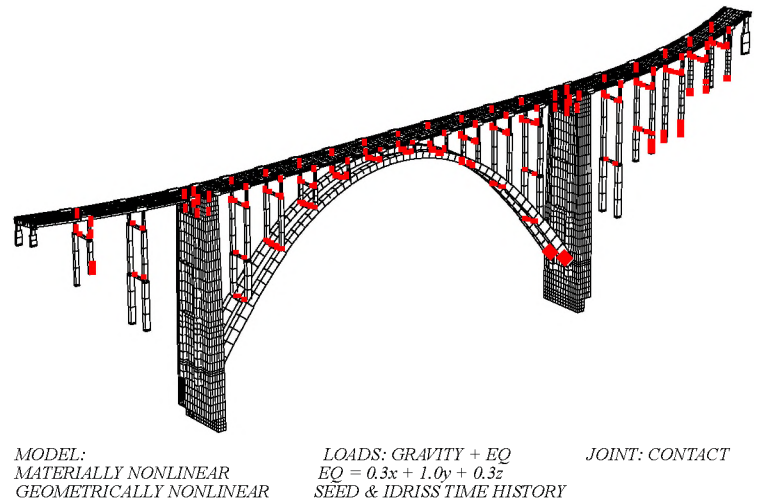 MODEL: LOADS: GRAVITY + EQ JOINT: CONTACT
MATERIALLY NONLINEAR EQ = 0.3x + 1.0y + 0.3z
GEOMETRICALLY NONLINEAR SEED & IDRISS TIME HISTORY